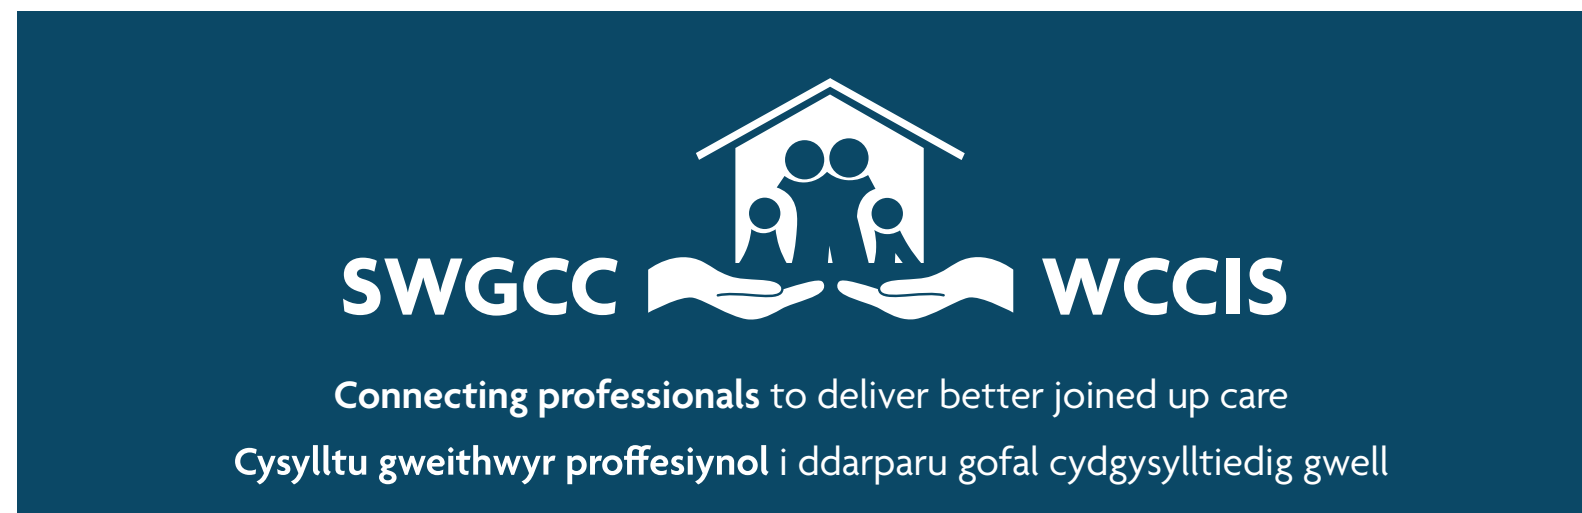 SWGCC WCCIS
Connecting professionals to deliver better joined up care
Cysylltu gweithwyr proffesiynol i ddarparu gofal cydgysylltiedig gwell